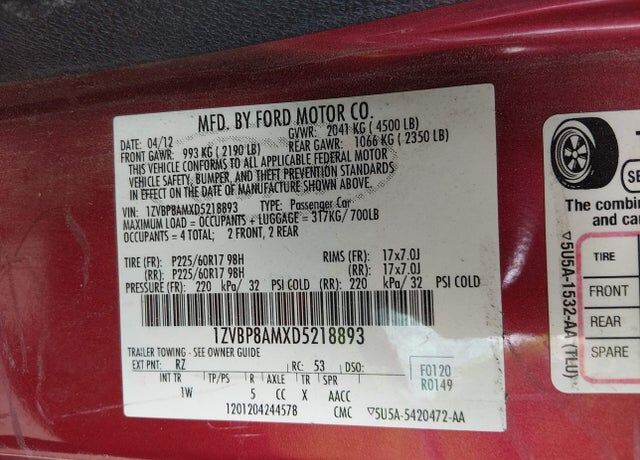 MFD. BY FORD MOTOR CO.
DATE: 04/12 GVWR: 2041 KG ( 4500 LB)
FRONT GAWR: 993 KG ( 2190 LB) REAR GAWR: 1066 KG ( 2350 LB)
THIS VEHICLE CONFORMS TO ALL APPLICABLE FEDERAL MOTOR
VEHICLE SAFETY, BUMPER, AND THEFT PREVENTION STANDARDS
IN EFFECT ON THE DATE OF MANUFACTURE SHOWN ABOVE.
VIN: 1ZVBP8AMXD5218893 TYPE: Passenger Car
MAXIMUM LOAD = OCCUPANTS + LUGGAGE = 317KG/700LB
OCCUPANTS = 4 TOTAL; 2 FRONT, 2 REAR
TIRE (FR): P225/60R17 98H RIMS (FR): 17x7.0J
(RR): P225/60R17 98H (RR): 17x7.0J
PRESSURE (FR): 220 kPa/ 32 PSI COLD (RR): 220 kPa/ 32 PSI COLD
1ZVBP8AMXD5218893
TRAILER TOWING - SEE OWNER GUIDE
EXT PNT: RZ RC: 53 DSO: F0120
R0149
INT TR TP/PS R AXLE TR SPR
1W 5 CC X AACC
1201204244578 CMC ▽5U5A-5420472-AA
▽5U5A-1532-AA (TFLU)
The combin
and car
TIRE
FRONT
REAR
SPARE